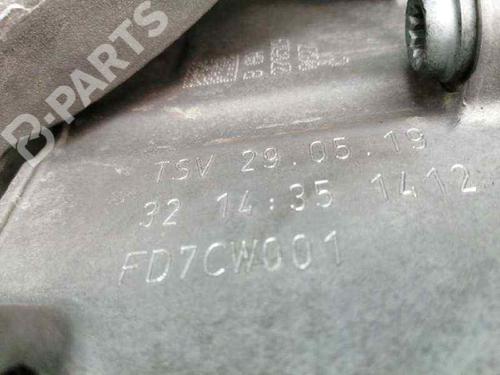 B-PARTS
TSV 29.05.19
32 14:35 1412
FD7CW001